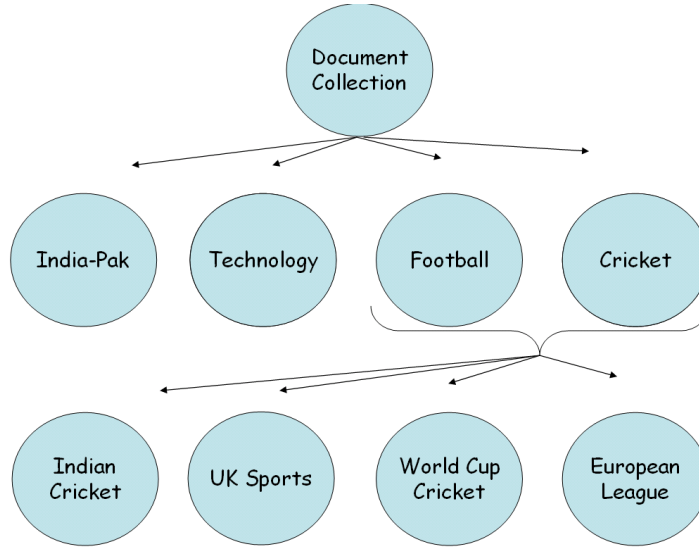 Document
Collection
India-Pak
Technology
Football
Cricket
Indian
Cricket
UK Sports
World Cup
Cricket
European
League